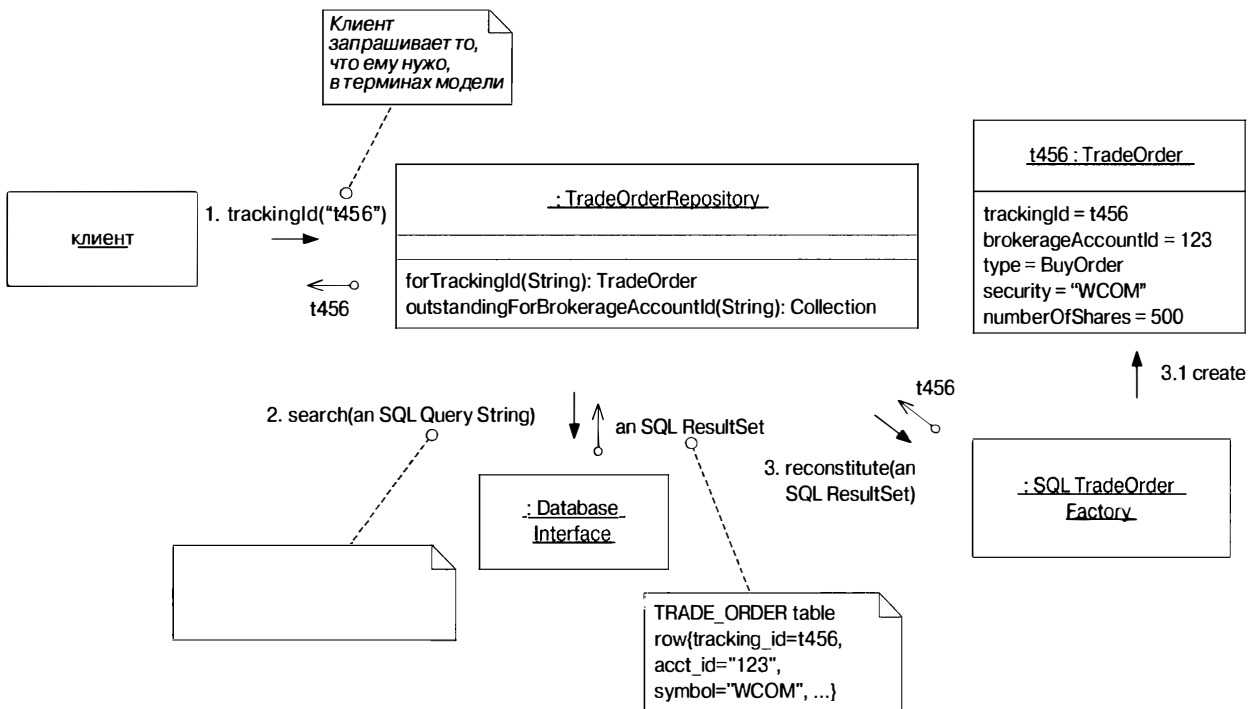 Клиент
запрашивает то,
что ему нужо,
в терминах модели
клиент
1. trackingId(“t456”)
t456
: TradeOrderRepository
forTrackingId(String): TradeOrder
outstandingForBrokerageAccountId(String): Collection
t456 : TradeOrder
trackingId = t456
brokerageAccountId = 123
type = BuyOrder
security = “WCOM”
numberOfShares = 500
3.1 create
t456
2. search(an SQL Query String)
an SQL ResultSet
3. reconstitute(an
SQL ResultSet)
: SQL TradeOrder
Factory
: Database
Interface
TRADE_ORDER table
row{tracking_id=t456,
acct_id="123",
symbol="WCOM", ...}